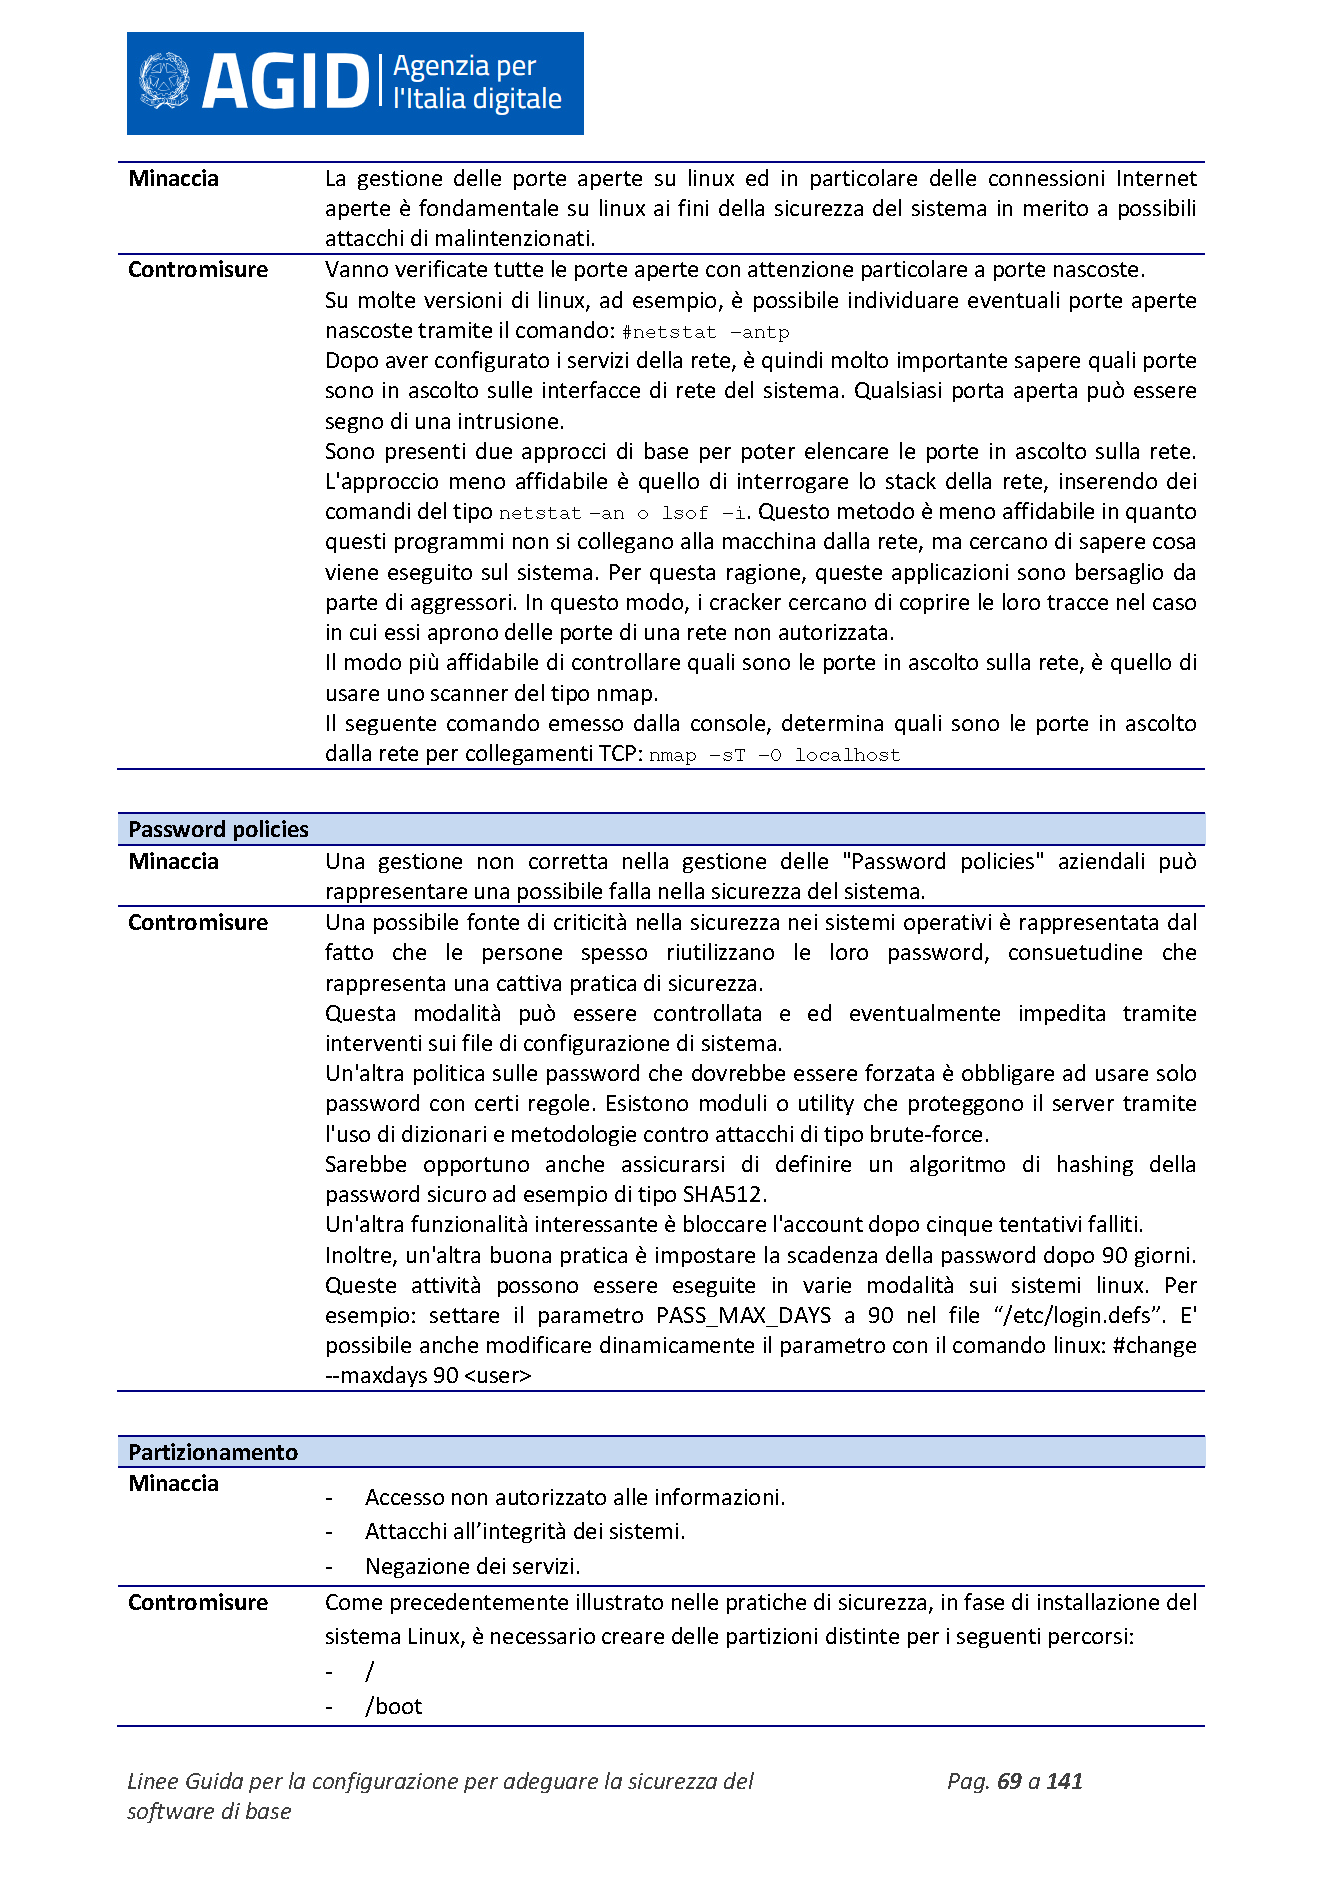 AGID
Agenzia per
l'Italia digitale
Minaccia
La gestione delle porte aperte su linux ed in particolare delle connessioni Internet
aperte è fondamentale su linux ai fini della sicurezza del sistema in merito a possibili
attacchi di malintenzionati.
Contromisure
Vanno verificate tutte le porte aperte con attenzione particolare a porte nascoste.
Su molte versioni di linux, ad esempio, è possibile individuare eventuali porte aperte
nascoste tramite il comando: #netstat –antp
Dopo aver configurato i servizi della rete, è quindi molto importante sapere quali porte
sono in ascolto sulle interfacce di rete del sistema. Qualsiasi porta aperta può essere
segno di una intrusione.
Sono presenti due approcci di base per poter elencare le porte in ascolto sulla rete.
L'approccio meno affidabile è quello di interrogare lo stack della rete, inserendo dei
comandi del tipo netstat –an o lsof –i. Questo metodo è meno affidabile in quanto
questi programmi non si collegano alla macchina dalla rete, ma cercano di sapere cosa
viene eseguito sul sistema. Per questa ragione, queste applicazioni sono bersaglio da
parte di aggressori. In questo modo, i cracker cercano di coprire le loro tracce nel caso
in cui essi aprono delle porte di una rete non autorizzata.
Il modo più affidabile di controllare quali sono le porte in ascolto sulla rete, è quello di
usare uno scanner del tipo nmap.
Il seguente comando emesso dalla console, determina quali sono le porte in ascolto
dalla rete per collegamenti TCP: nmap –sT –O localhost
Password policies
Minaccia
Una gestione non corretta nella gestione delle "Password policies" aziendali può
rappresentare una possibile falla nella sicurezza del sistema.
Contromisure
Una possibile fonte di criticità nella sicurezza nei sistemi operativi è rappresentata dal
fatto che le persone spesso riutilizzano le loro password, consuetudine che
rappresenta una cattiva pratica di sicurezza.
Questa modalità può essere controllata e ed eventualmente impedita tramite
interventi sui file di configurazione di sistema.
Un'altra politica sulle password che dovrebbe essere forzata è obbligare ad usare solo
password con certi regole. Esistono moduli o utility che proteggono il server tramite
l'uso di dizionari e metodologie contro attacchi di tipo brute-force.
Sarebbe opportuno anche assicurarsi di definire un algoritmo di hashing della
password sicuro ad esempio di tipo SHA512.
Un'altra funzionalità interessante è bloccare l'account dopo cinque tentativi falliti.
Inoltre, un'altra buona pratica è impostare la scadenza della password dopo 90 giorni.
Queste attività possono essere eseguite in varie modalità sui sistemi linux. Per
esempio: settare il parametro PASS_MAX_DAYS a 90 nel file “/etc/login.defs”. E'
possibile anche modificare dinamicamente il parametro con il comando linux: #change
--maxdays 90 <user>
Partizionamento
Minaccia
- Accesso non autorizzato alle informazioni.
- Attacchi all’integrità dei sistemi.
- Negazione dei servizi.
Contromisure
Come precedentemente illustrato nelle pratiche di sicurezza, in fase di installazione del
sistema Linux, è necessario creare delle partizioni distinte per i seguenti percorsi:
- /
- /boot
Linee Guida per la configurazione per adeguare la sicurezza del
software di base
Pag. 69 a 141